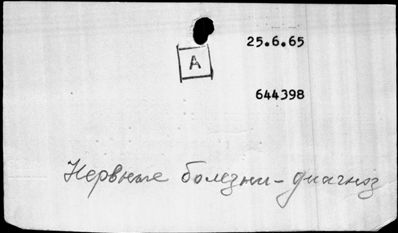 25.6.65
A
644398
Нервные болезни-диагноз